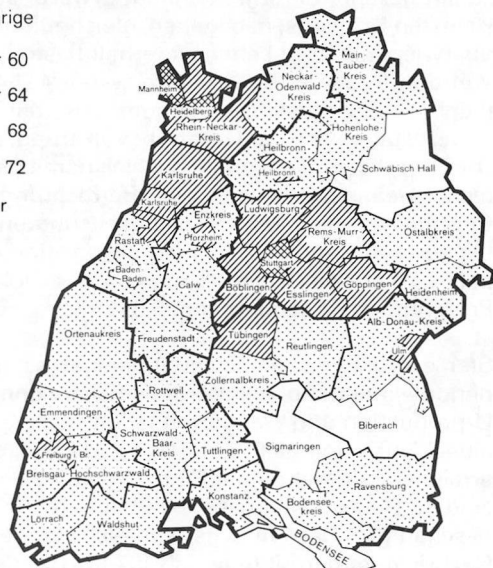 rige
60
64
68
72
r
Main-
Tauber-
Kreis
Neckar-
Odenwald
Kreis
Mannheim
Heidelberg
Rhein-Neckar
Kreis
Hohenlohe-
Kreis
Heilbronn
Heilbronn
Schwäbisch Hall
Karlsruhe
Karlsruhe
Enzkreis
Ludwigsburg
Pforzheim
Rems-Murr-
Kreis
Ostalbkreis
Rastatt
Stuttgart
Baden-
Baden
Calw
Böblingen
Esslingen
Göppingen
Heidenheim
Alb-Donau-Kreis
Ortenaukreis
Freudenstadt
Tübingen
Reutlingen
Ulm
Rottweil
Zollernalbkreis
Emmendingen
Schwarzwald-
Baar-
Kreis
Biberach
Freiburg i. Br
Tuttlingen
Sigmaringen
Breisgau-Hochschwarzwald
Ravensburg
Konstanz
Bodensee-
kreis
Lörrach
Waldshut
BODENSEE